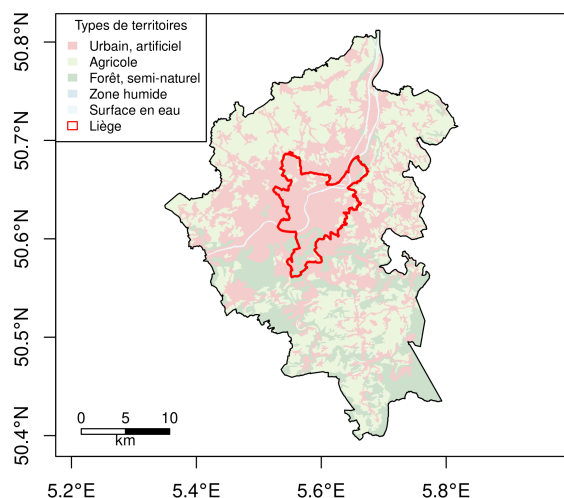 Types de territoires
Urbain, artificiel
Agricole
Forêt, semi-naturel
Zone humide
Surface en eau
Liège
50.8°N
50.7°N
50.6°N
50.5°N
50.4°N
0 5 10
km
5.2°E 5.4°E 5.6°E 5.8°E